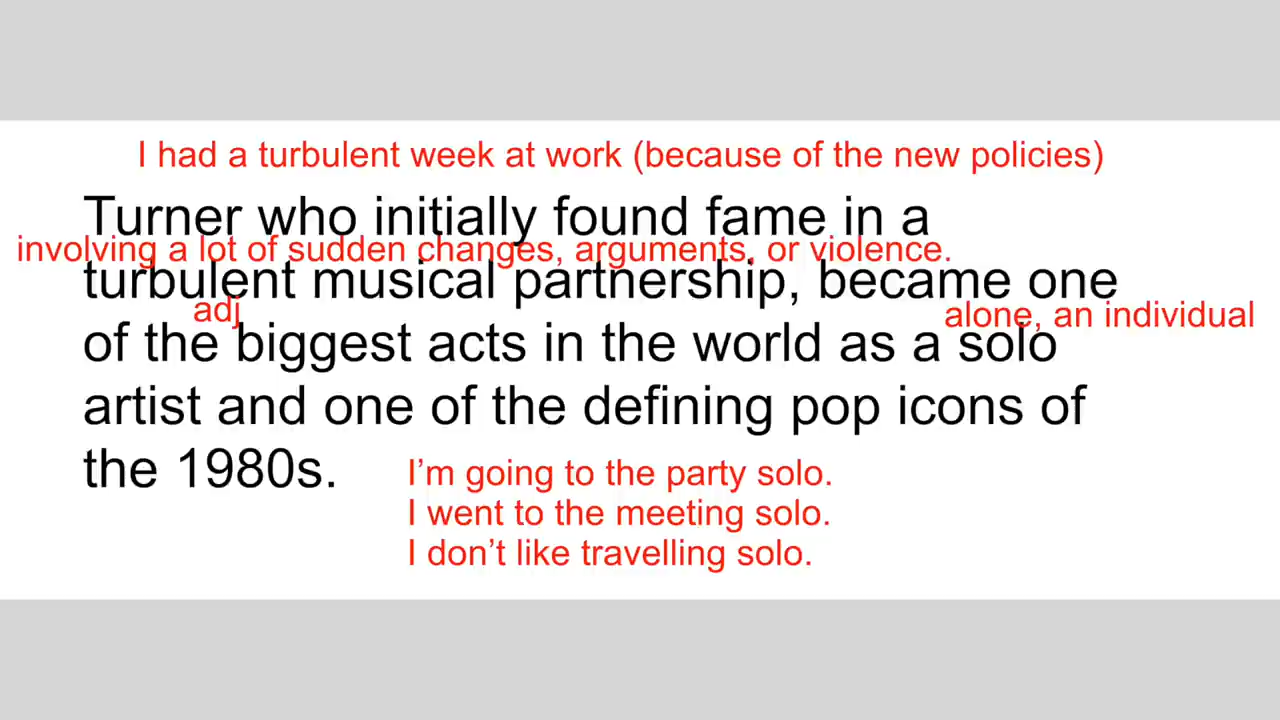 I had a turbulent week at work (because of the new policies)
Turner who initially found fame in a
involving a lot of sudden changes, arguments, or violence.
turbulent musical partnership, became one
adj
alone, an individual
of the biggest acts in the world as a solo
artist and one of the defining pop icons of
the 1980s.
I’m going to the party solo.
I went to the meeting solo.
I don’t like travelling solo.